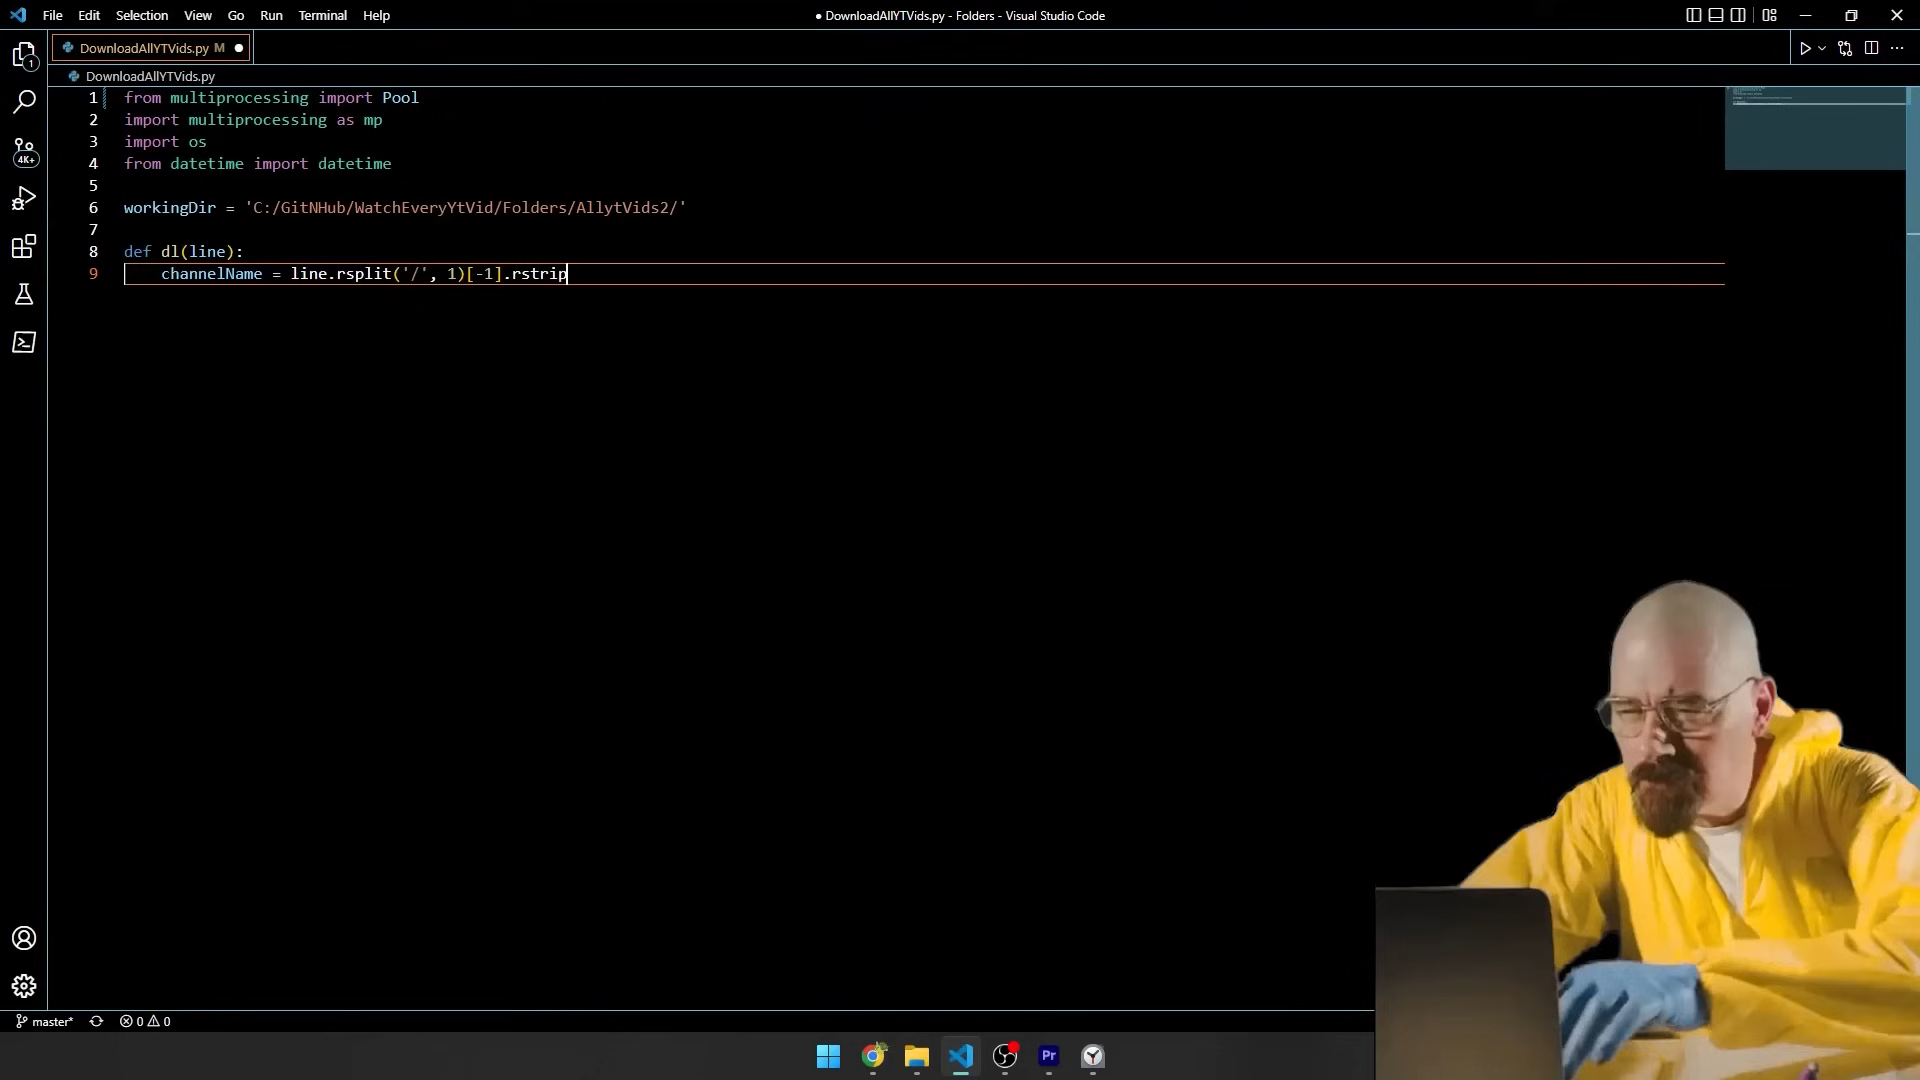 File Edit Selection View Go Run Terminal Help
● DownloadAllYTVids.py - Folders - Visual Studio Code
DownloadAllYTVids.py M ●
DownloadAllYTVids.py
1 from multiprocessing import Pool
2 import multiprocessing as mp
3 import os
4 from datetime import datetime
5
6 workingDir = 'C:/GitNHub/WatchEveryYtVid/Folders/AllytVids2/'
7
8 def dl(line):
9 channelName = line.rsplit('/', 1)[-1].rstrip
1
4K+
master* 0 0
Pr